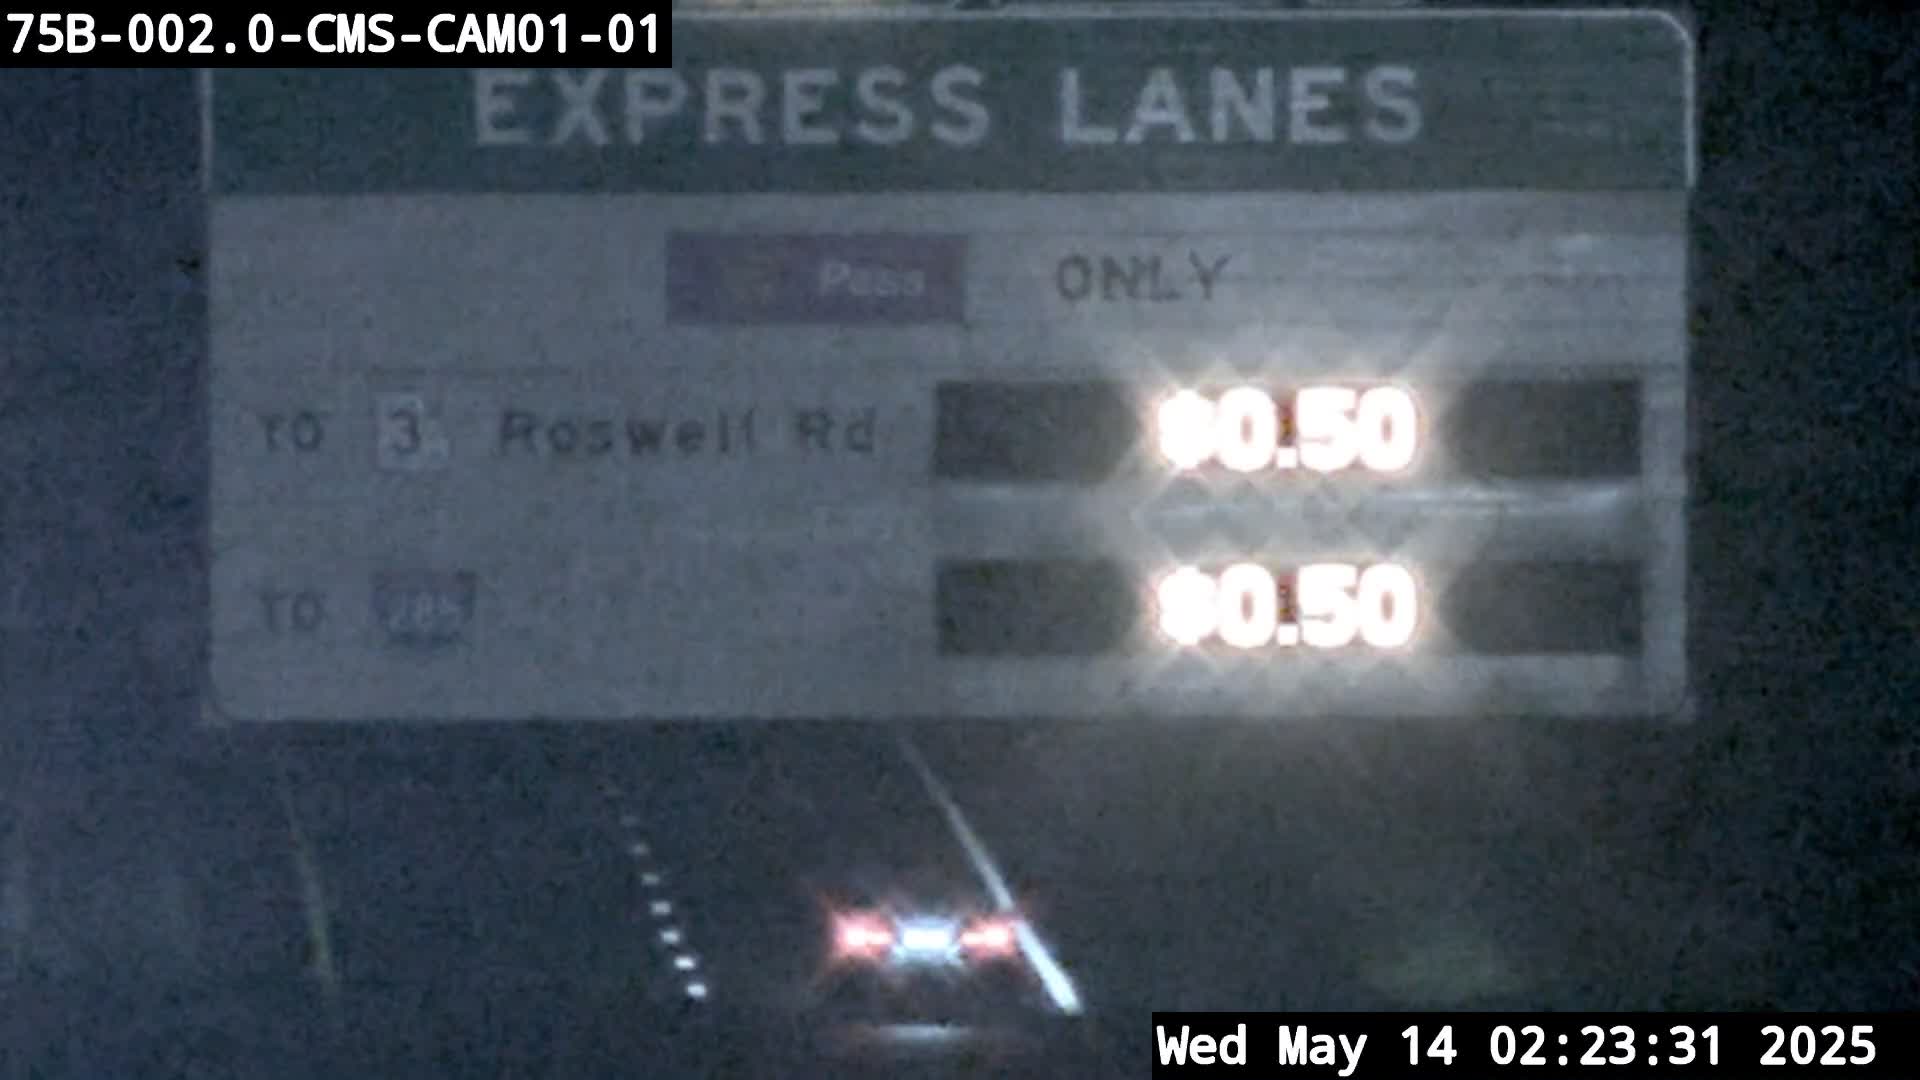 75B-002.0-CMS-CAM01-01
EXPRESS LANES
Pass ONLY
TO 3 Roswell Rd $0.50
TO 285 $0.50
Wed May 14 02:23:31 2025